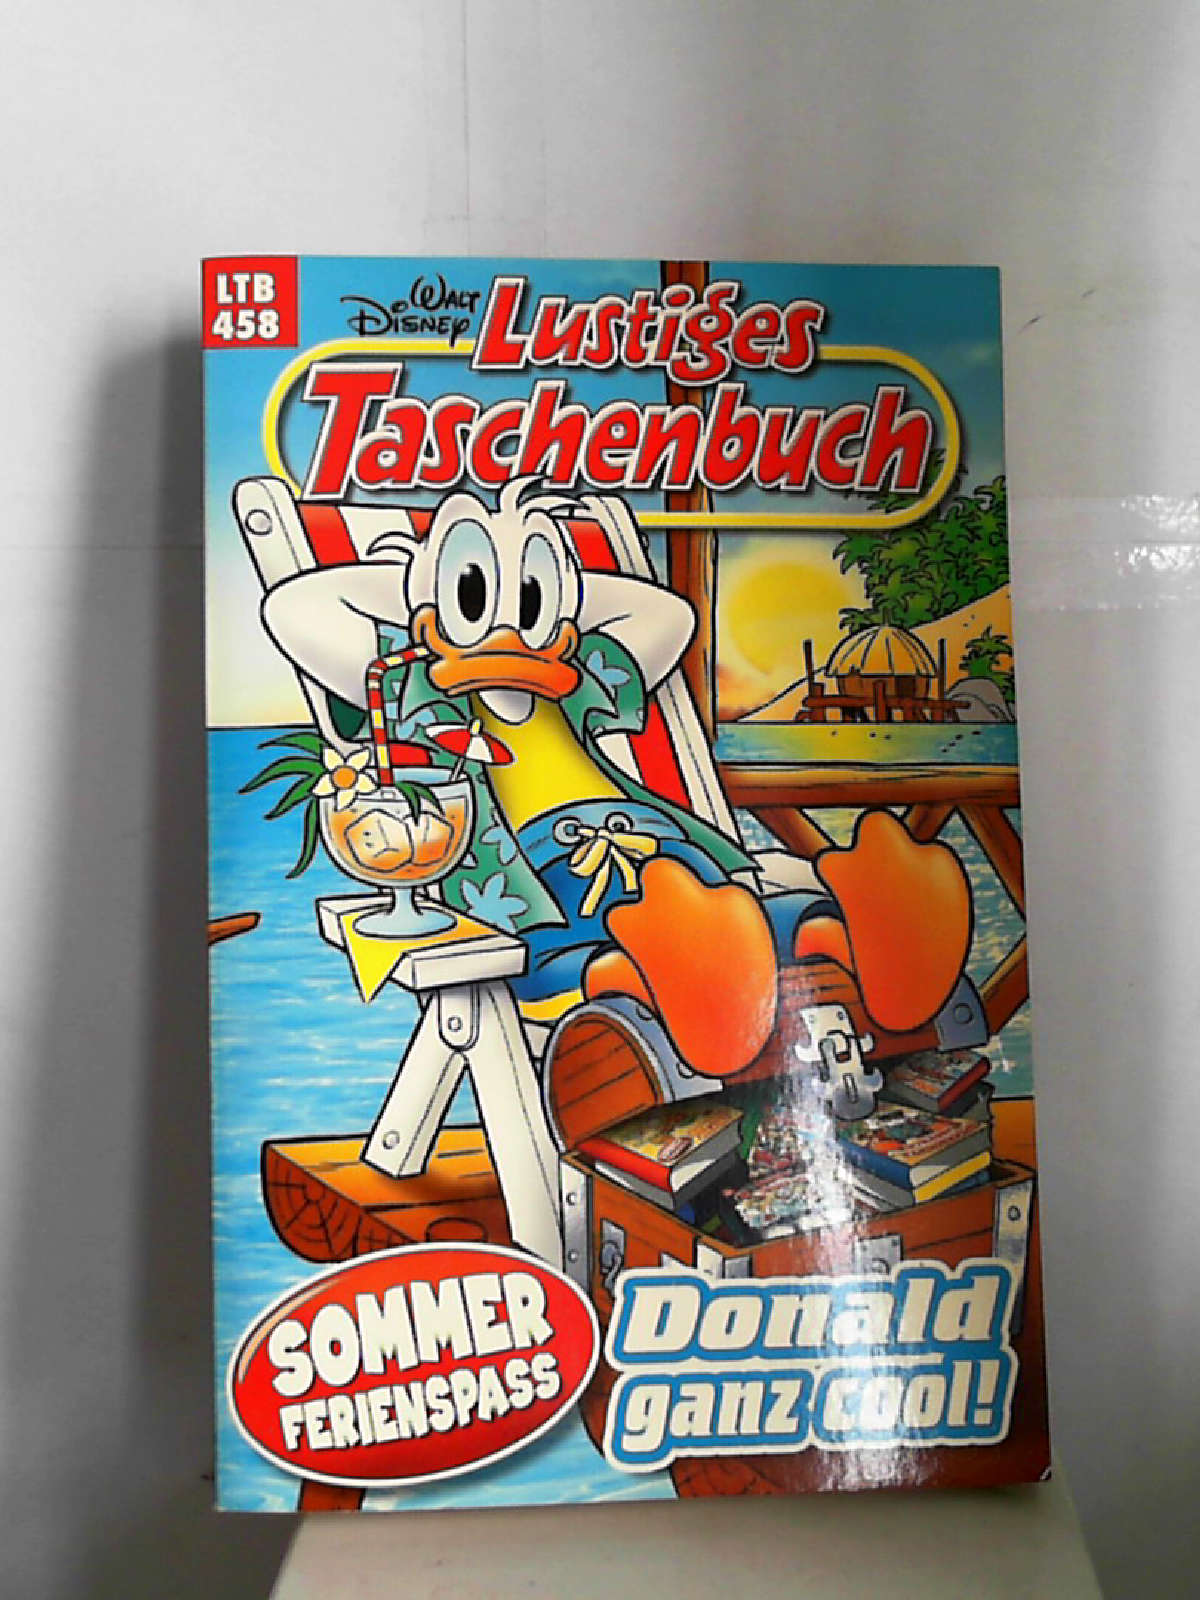 LTB
458
WALT
DISNEY
Lustiges
Taschenbuch
SOMMER
FERIENSPASS
Donald
ganz cool!